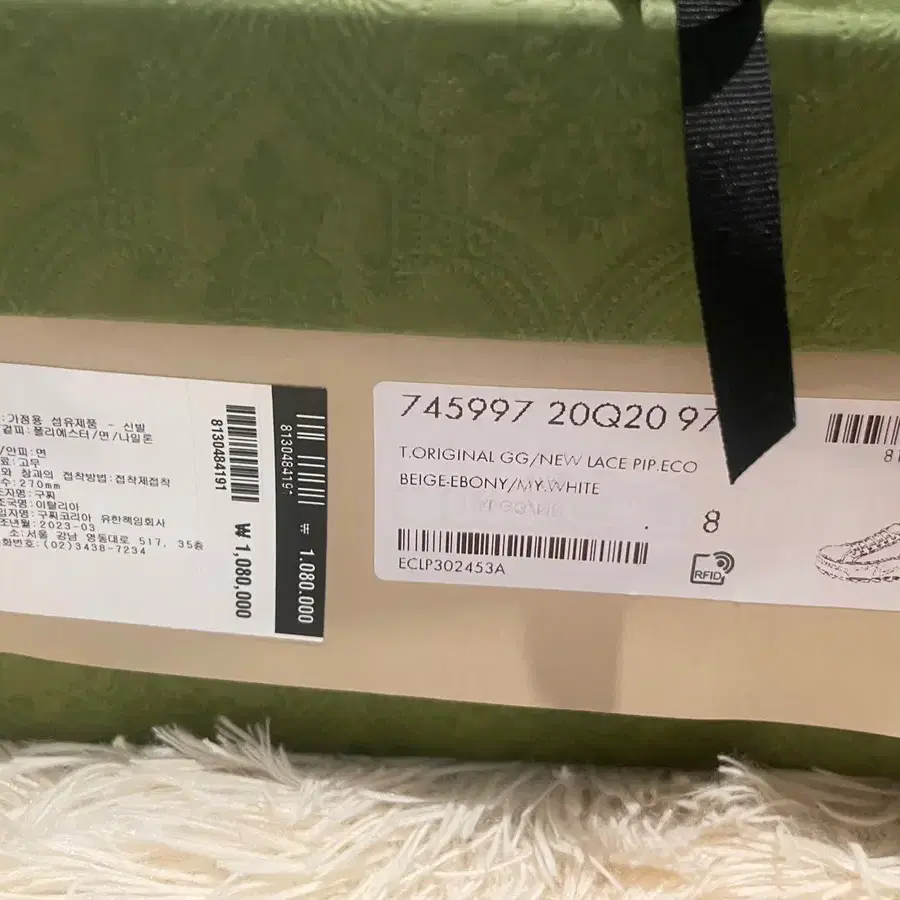 :가정용 섬유제품 - 신발
/겉피:폴리에스터/면/나일론
/안피:면
료:고무
와 창과의 접착방법:접착제접착
수:270mm
조자명:구찌
조국명:이탈리아
입자명:구찌코리아 유한책임회사
조년월:2023-03
소:서울 강남 영동대로 517, 35층
화번호:(02)3438-7234
8130484191
₩ 1,080,000
8130484191
₩ 1,080,000
745997 20Q20 97
T.ORIGINAL GG/NEW LACE PIP.ECO
BEIGE-EBONY/MY.WHITE
8
ECLP302453A
RFID
81